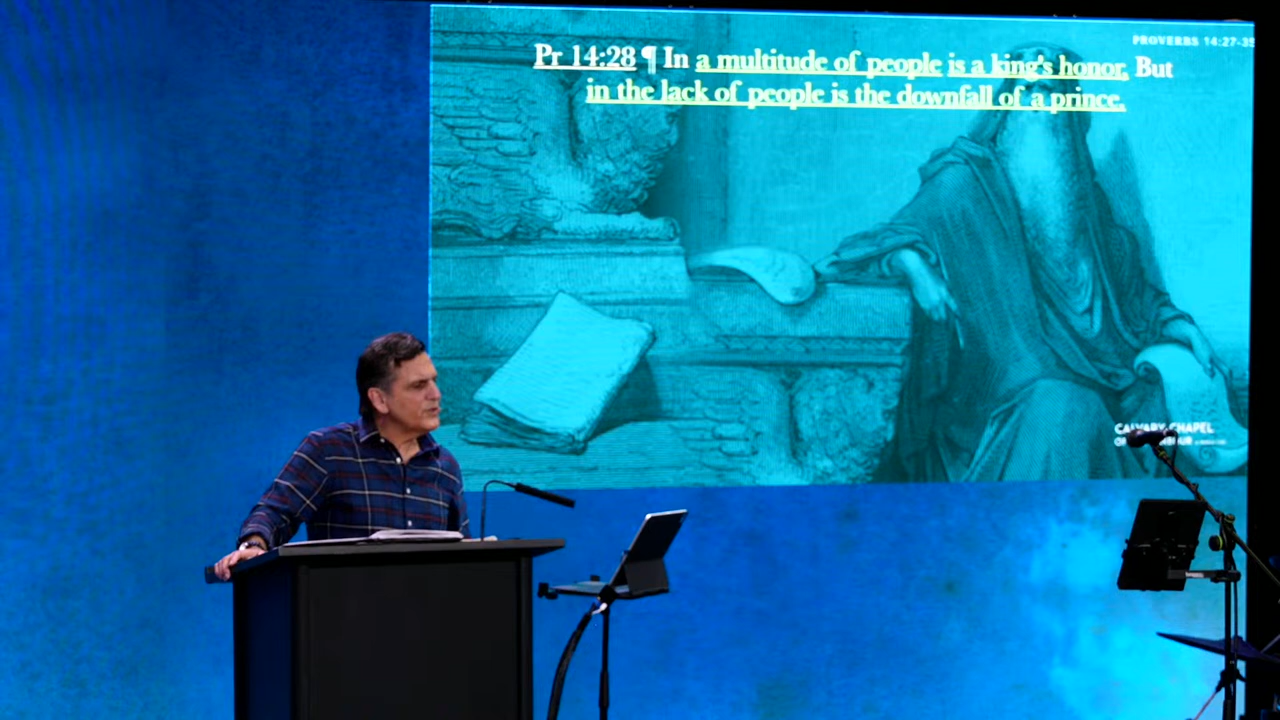 PROVERBS 14:27-35
Pr 14:28 ¶ In a multitude of people is a king's honor, But
in the lack of people is the downfall of a prince.
CALVARY CHAPEL